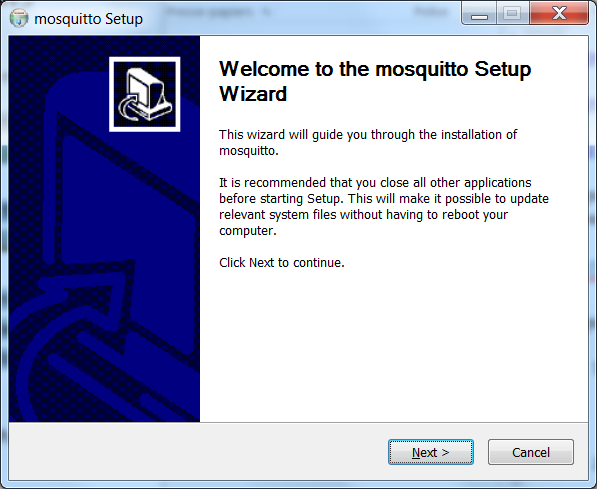 mosquitto Setup
Welcome to the mosquitto Setup
Wizard
This wizard will guide you through the installation of
mosquitto.
It is recommended that you close all other applications
before starting Setup. This will make it possible to update
relevant system files without having to reboot your
computer.
Click Next to continue.
Next >
Cancel